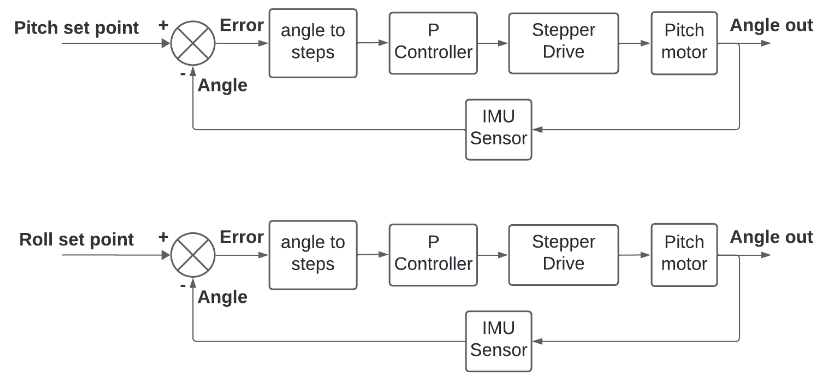 Pitch set point
+
Error
angle to
steps
P
Controller
Stepper
Drive
Pitch
motor
Angle out
-
Angle
IMU
Sensor
Roll set point
+
Error
angle to
steps
P
Controller
Stepper
Drive
Pitch
motor
Angle out
-
Angle
IMU
Sensor